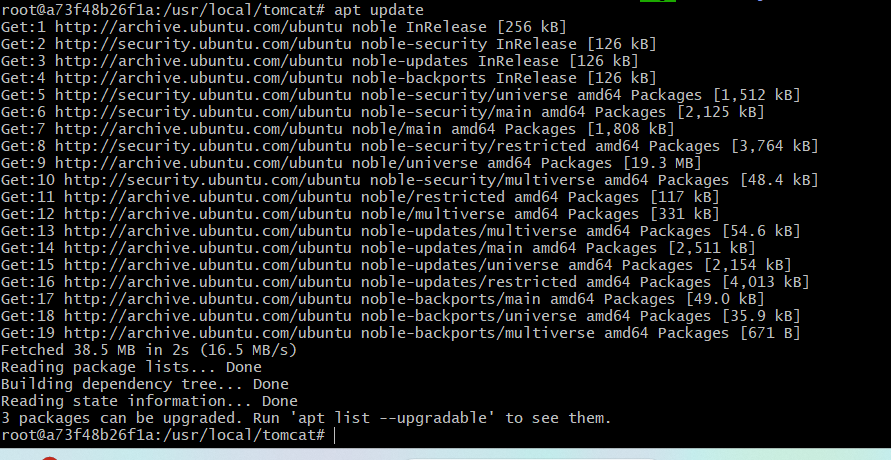 root@a73f48b26f1a:/usr/local/tomcat# apt update
Get:1 http://archive.ubuntu.com/ubuntu noble InRelease [256 kB]
Get:2 http://security.ubuntu.com/ubuntu noble-security InRelease [126 kB]
Get:3 http://archive.ubuntu.com/ubuntu noble-updates InRelease [126 kB]
Get:4 http://archive.ubuntu.com/ubuntu noble-backports InRelease [126 kB]
Get:5 http://security.ubuntu.com/ubuntu noble-security/universe amd64 Packages [1,512 kB]
Get:6 http://security.ubuntu.com/ubuntu noble-security/main amd64 Packages [2,125 kB]
Get:7 http://archive.ubuntu.com/ubuntu noble/main amd64 Packages [1,808 kB]
Get:8 http://security.ubuntu.com/ubuntu noble-security/restricted amd64 Packages [3,764 kB]
Get:9 http://archive.ubuntu.com/ubuntu noble/universe amd64 Packages [19.3 MB]
Get:10 http://security.ubuntu.com/ubuntu noble-security/multiverse amd64 Packages [48.4 kB]
Get:11 http://archive.ubuntu.com/ubuntu noble/restricted amd64 Packages [117 kB]
Get:12 http://archive.ubuntu.com/ubuntu noble/multiverse amd64 Packages [331 kB]
Get:13 http://archive.ubuntu.com/ubuntu noble-updates/multiverse amd64 Packages [54.6 kB]
Get:14 http://archive.ubuntu.com/ubuntu noble-updates/main amd64 Packages [2,511 kB]
Get:15 http://archive.ubuntu.com/ubuntu noble-updates/universe amd64 Packages [2,154 kB]
Get:16 http://archive.ubuntu.com/ubuntu noble-updates/restricted amd64 Packages [4,013 kB]
Get:17 http://archive.ubuntu.com/ubuntu noble-backports/main amd64 Packages [49.0 kB]
Get:18 http://archive.ubuntu.com/ubuntu noble-backports/universe amd64 Packages [35.9 kB]
Get:19 http://archive.ubuntu.com/ubuntu noble-backports/multiverse amd64 Packages [671 B]
Fetched 38.5 MB in 2s (16.5 MB/s)
Reading package lists... Done
Building dependency tree... Done
Reading state information... Done
3 packages can be upgraded. Run 'apt list --upgradable' to see them.
root@a73f48b26f1a:/usr/local/tomcat#